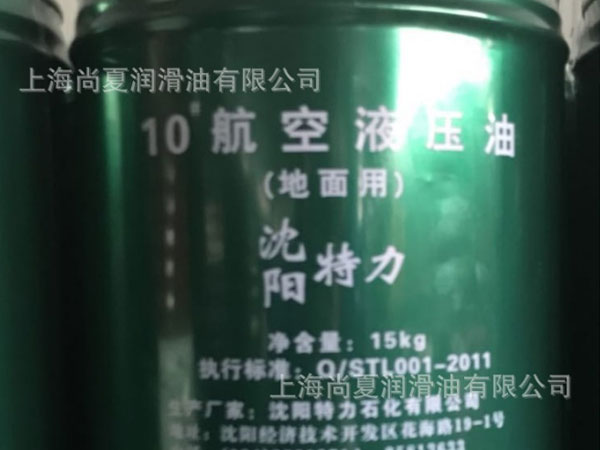 上海尚夏润滑油有限公司
10#航空液压油
(地面用)
沈阳特力
净含量：15kg
执行标准：Q/STL001-2011
上海尚夏润滑油有限公司
生产厂家：沈阳特力石化有限公司
地址：沈阳经济技术开发区花海路19-1号